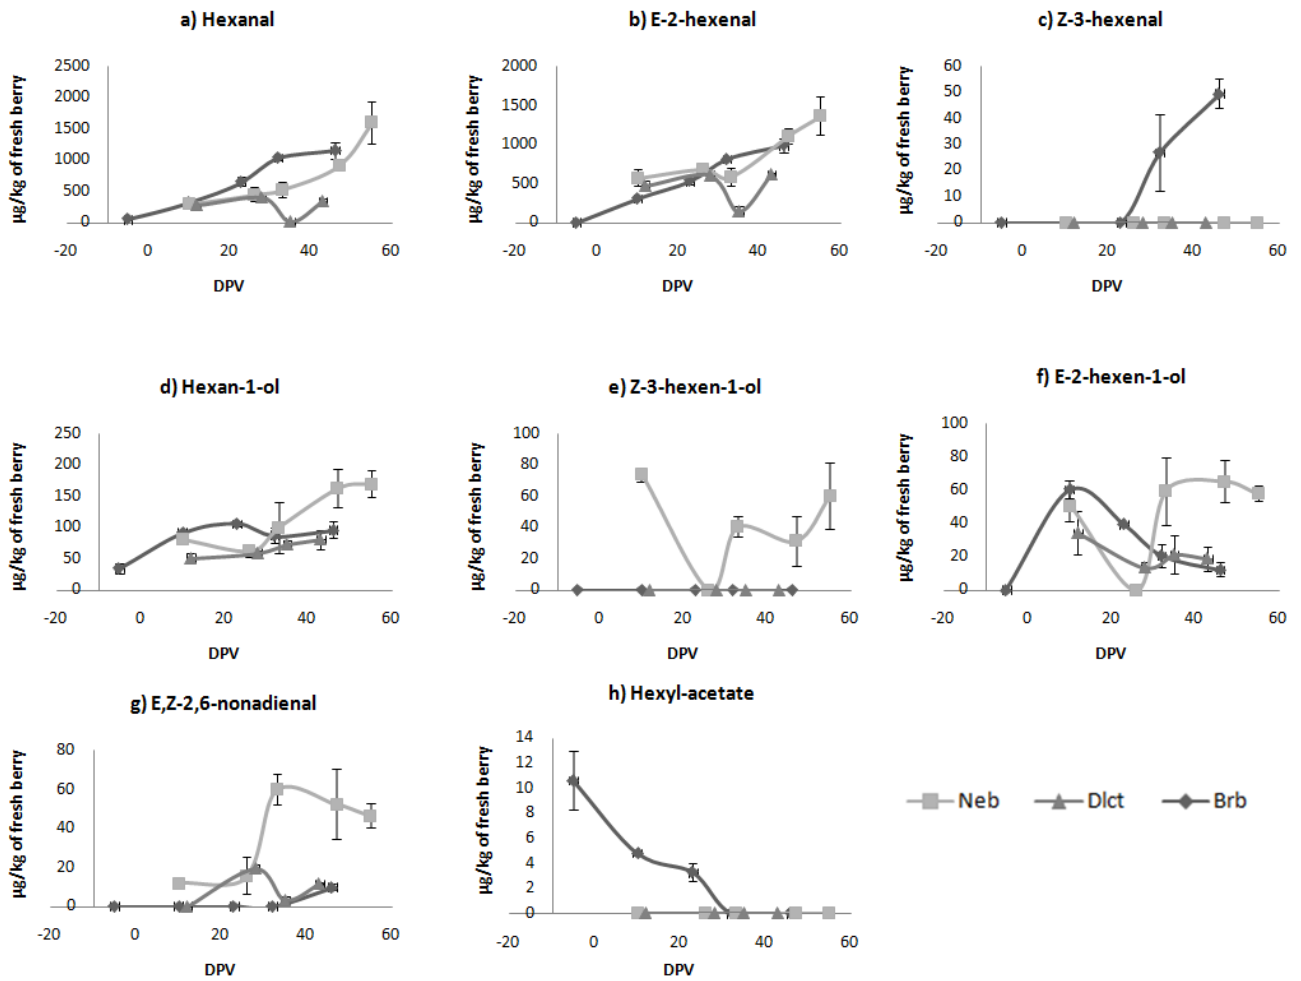 a) Hexanal
µg/kg of fresh berry
2500
2000
1500
1000
500
0
-20 0 20 40 60
DPV
b) E-2-hexenal
µg/kg of fresh berry
2000
1500
1000
500
0
-20 0 20 40 60
DPV
c) Z-3-hexenal
µg/kg of fresh berry
60
50
40
30
20
10
0
-20 0 20 40 60
DPV
d) Hexan-1-ol
µg/kg of fresh berry
250
200
150
100
50
0
-20 0 20 40 60
DPV
e) Z-3-hexen-1-ol
µg/kg of fresh berry
100
80
60
40
20
0
-20 0 20 40 60
DPV
f) E-2-hexen-1-ol
µg/kg of fresh berry
100
80
60
40
20
0
-20 0 20 40 60
DPV
g) E,Z-2,6-nonadienal
µg/kg of fresh berry
80
60
40
20
0
-20 0 20 40 60
DPV
h) Hexyl-acetate
µg/kg of fresh berry
14
12
10
8
6
4
2
0
-20 0 20 40 60
DPV
Neb Dlct Brb